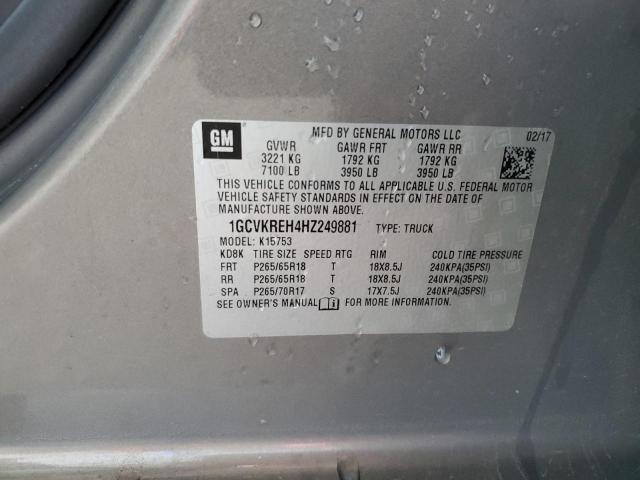 GM
MFD BY GENERAL MOTORS LLC 02/17
GVWR GAWR FRT GAWR RR
3221 KG 1792 KG 1792 KG
7100 LB 3950 LB 3950 LB
THIS VEHICLE CONFORMS TO ALL APPLICABLE U.S. FEDERAL MOTOR
VEHICLE SAFETY STANDARDS IN EFFECT ON THE DATE OF
MANUFACTURE SHOWN ABOVE.
1GCVKREH4HZ249881 TYPE: TRUCK
MODEL: K15753
KD8K TIRE SIZE SPEED RTG RIM COLD TIRE PRESSURE
FRT P265/65R18 T 18X8.5J 240KPA(35PSI)
RR P265/65R18 T 18X8.5J 240KPA(35PSI)
SPA P265/70R17 S 17X7.5J 240KPA(35PSI)
SEE OWNER'S MANUAL FOR MORE INFORMATION.